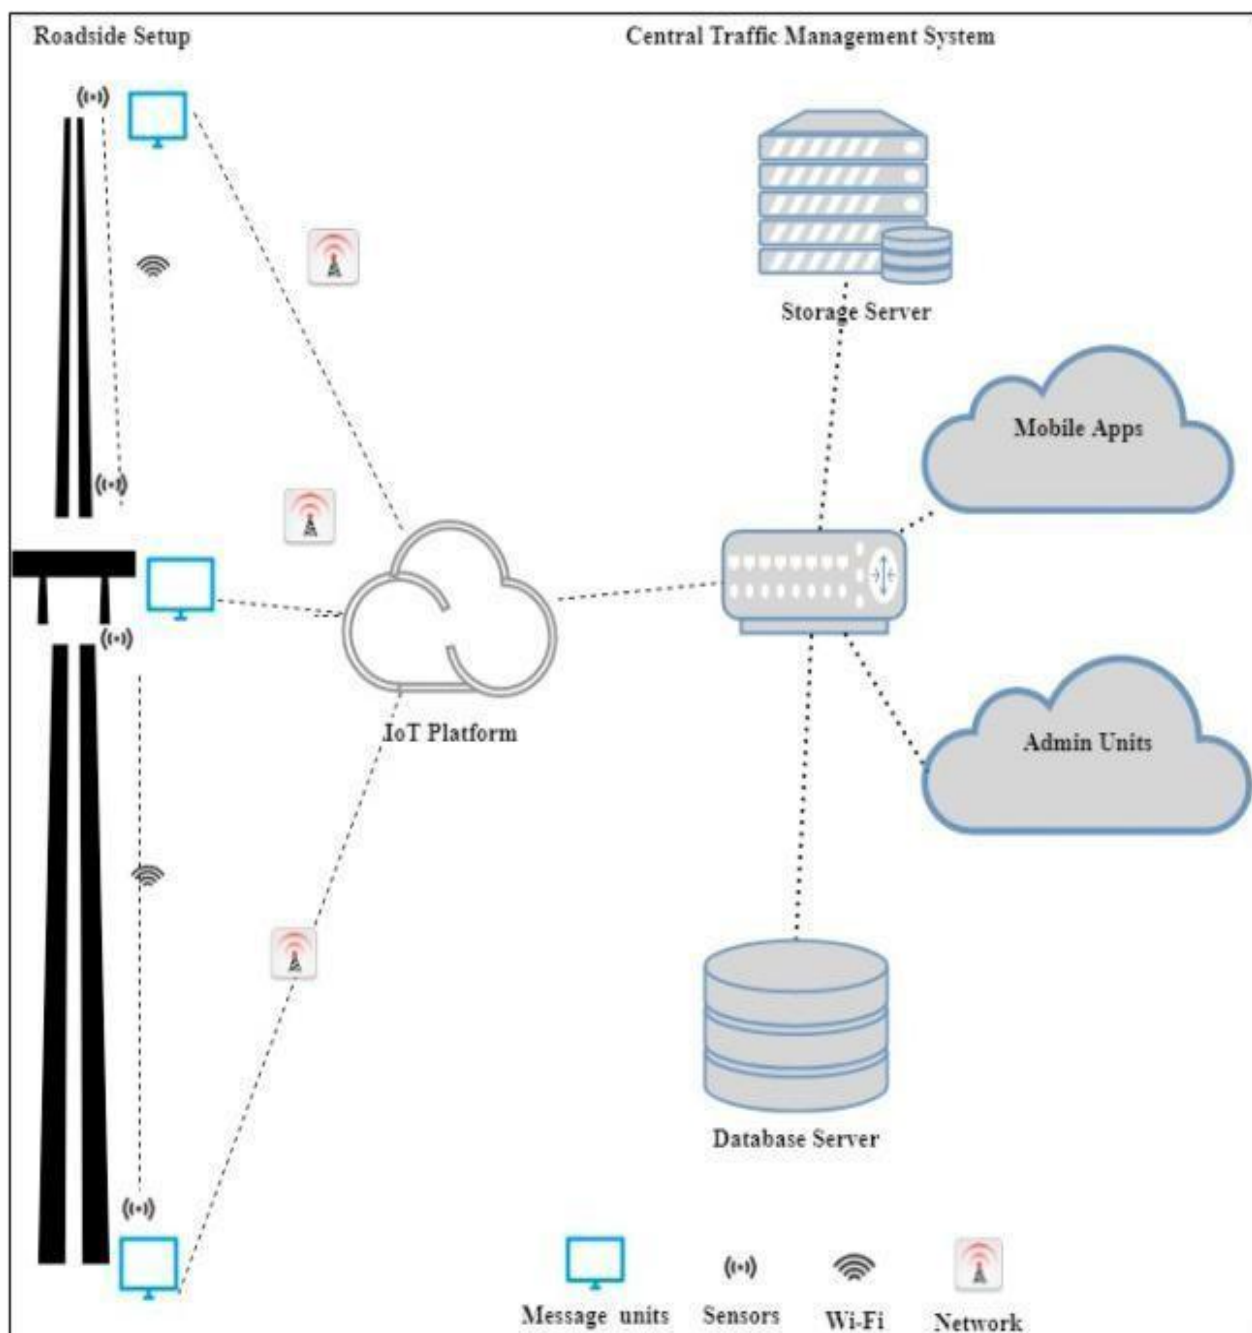 Roadside Setup
Central Traffic Management System
Storage Server
Mobile Apps
IoT Platform
Admin Units
Database Server
Message units
Sensors
Wi-Fi
Network